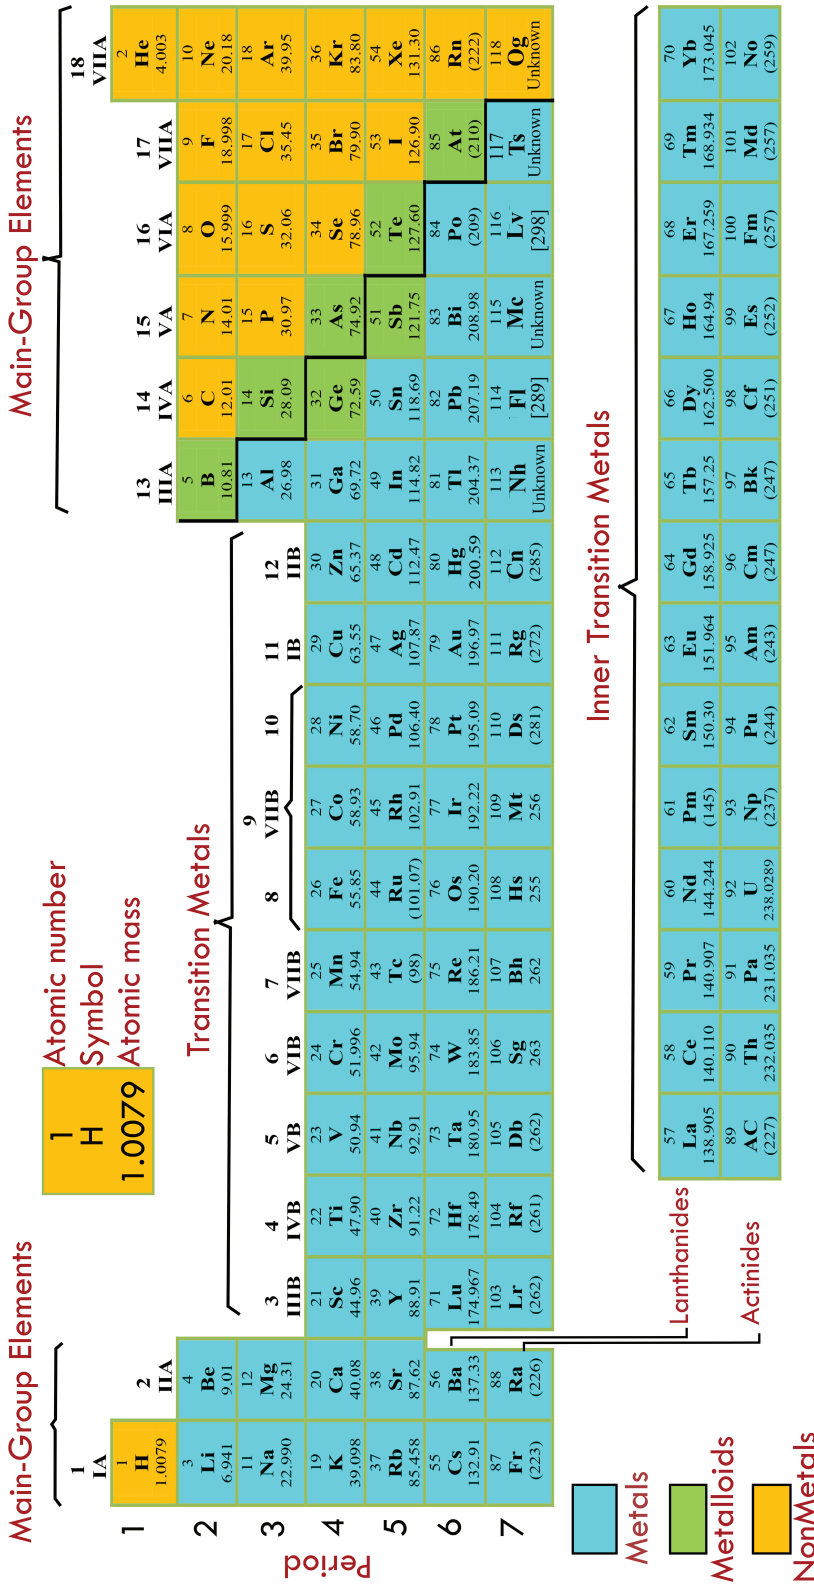 Main-Group Elements
Main-Group Elements
1
H
1.0079
Atomic number
Symbol
Atomic mass
Transition Metals
1
IA
2
IIA
3
IIIB
4
IVB
5
VB
6
VIB
7
VIIB
8
9
VIIB
10
11
IB
12
IIB
13
IIIA
14
IVA
15
VA
16
VIA
17
VIIA
18
VIIA
Period
1
1
H
1.0079
2
He
4.003
2
3
Li
6.941
4
Be
9.01
5
B
10.81
6
C
12.01
7
N
14.01
8
O
15.999
9
F
18.998
10
Ne
20.18
3
11
Na
22.990
12
Mg
24.31
13
Al
26.98
14
Si
28.09
15
P
30.97
16
S
32.06
17
Cl
35.45
18
Ar
39.95
4
19
K
39.098
20
Ca
40.08
21
Sc
44.96
22
Ti
47.90
23
V
50.94
24
Cr
51.996
25
Mn
54.94
26
Fe
55.85
27
Co
58.93
28
Ni
58.70
29
Cu
63.55
30
Zn
65.37
31
Ga
69.72
32
Ge
72.59
33
As
74.92
34
Se
78.96
35
Br
79.90
36
Kr
83.80
5
37
Rb
85.458
38
Sr
87.62
39
Y
88.91
40
Zr
91.22
41
Nb
92.91
42
Mo
95.94
43
Tc
(98)
44
Ru
(101.07)
45
Rh
102.91
46
Pd
106.40
47
Ag
107.87
48
Cd
112.47
49
In
114.82
50
Sn
118.69
51
Sb
121.75
52
Te
127.60
53
I
126.90
54
Xe
131.30
6
55
Cs
132.91
56
Ba
137.33
71
Lu
174.967
72
Hf
178.49
73
Ta
180.95
74
W
183.85
75
Re
186.21
76
Os
190.20
77
Ir
192.22
78
Pt
195.09
79
Au
196.97
80
Hg
200.59
81
Tl
204.37
82
Pb
207.19
83
Bi
208.98
84
Po
(209)
85
At
(210)
86
Rn
(222)
7
87
Fr
(223)
88
Ra
(226)
103
Lr
(262)
104
Rf
(261)
105
Db
(262)
106
Sg
263
107
Bh
262
108
Hs
255
109
Mt
256
110
Ds
(281)
111
Rg
(272)
112
Cn
(285)
113
Nh
Unknown
114
Fl
[289]
115
Mc
Unknown
116
Lv
[298]
117
Ts
Unknown
118
Og
Unknown
Inner Transition Metals
Lanthanides
57
La
138.905
58
Ce
140.110
59
Pr
140.907
60
Nd
144.244
61
Pm
(145)
62
Sm
150.30
63
Eu
151.964
64
Gd
158.925
65
Tb
157.25
66
Dy
162.500
67
Ho
164.94
68
Er
167.259
69
Tm
168.934
70
Yb
173.045
Actinides
89
AC
(227)
90
Th
232.035
91
Pa
231.035
92
U
238.0289
93
Np
(237)
94
Pu
(244)
95
Am
(243)
96
Cm
(247)
97
Bk
(247)
98
Cf
(251)
99
Es
(252)
100
Fm
(257)
101
Md
(257)
102
No
(259)
Metals
Metalloids
NonMetals